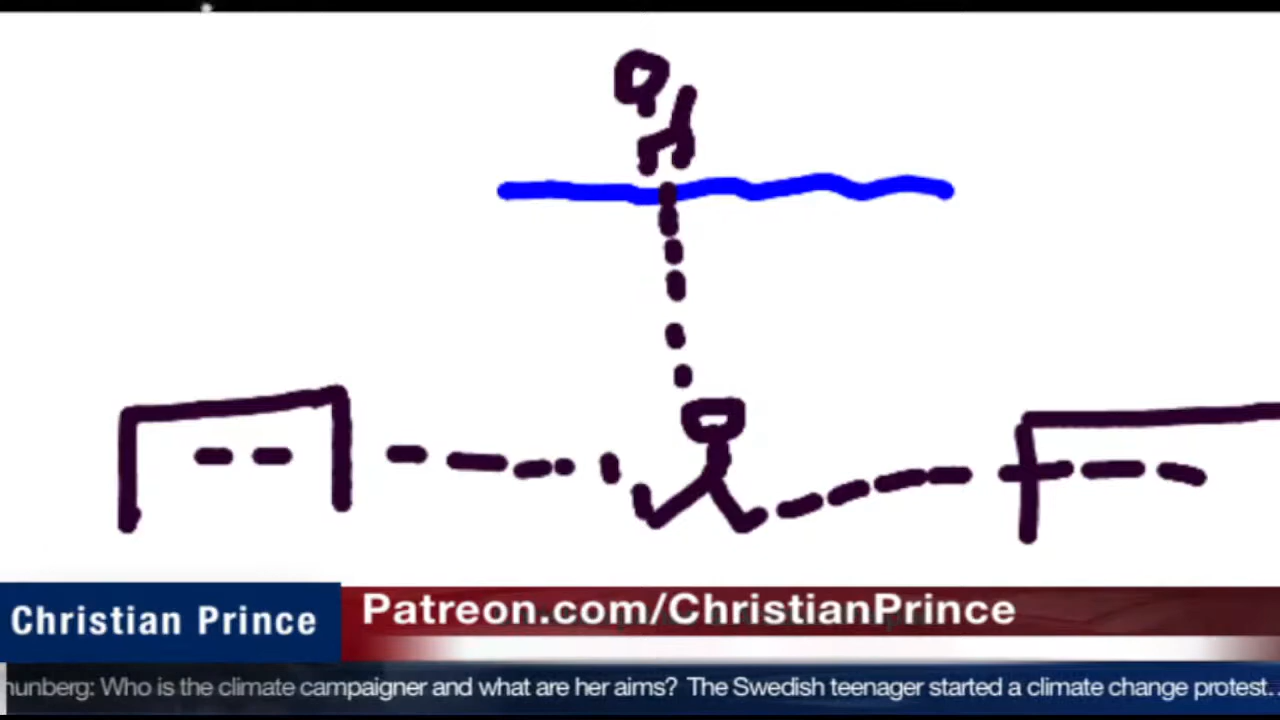 Christian Prince
Patreon.com/ChristianPrince
hunberg: Who is the climate campaigner and what are her aims? The Swedish teenager started a climate change protest.